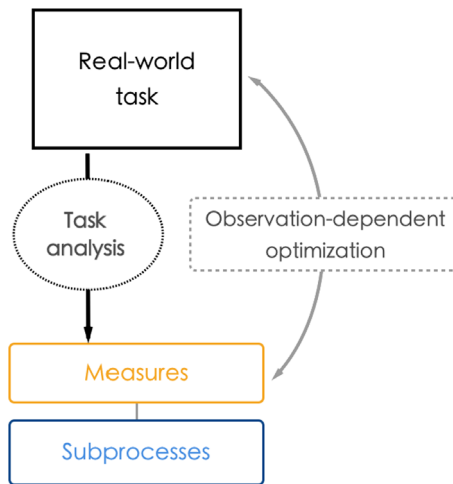 Real-world
task
Task
analysis
Observation-dependent
optimization
Measures
Subprocesses